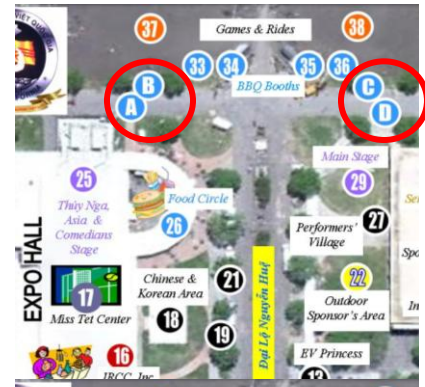 37
Games & Rides
38
33
34
35
36
BBQ Booths
B
A
C
D
25
Main Stage
29
Thúy Nga,
Asia &
Comedians
Stage
Food Circle
26
27
Performers'
Village
EXPO HALL
17
Miss Tet Center
Chinese &
Korean Area
18
21
19
Đại Lộ Nguyễn Huệ
22
Outdoor
Sponsor's Area
16
EV Princess